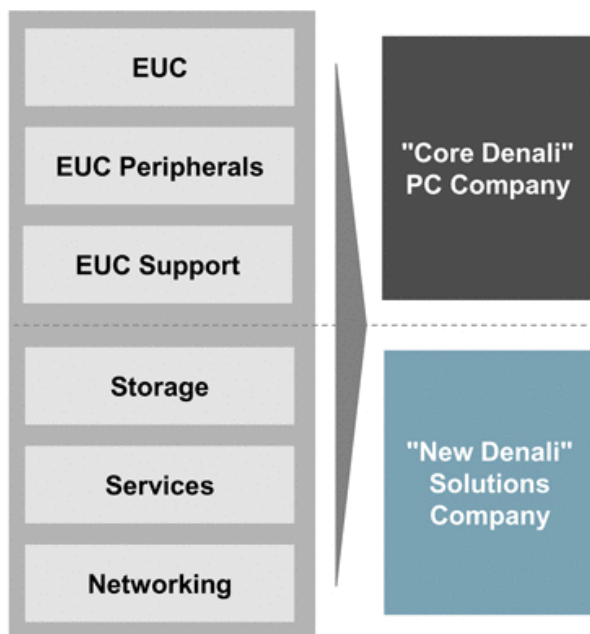 EUC
EUC Peripherals
EUC Support
Storage
Services
Networking
"Core Denali"
PC Company
"New Denali"
Solutions
Company